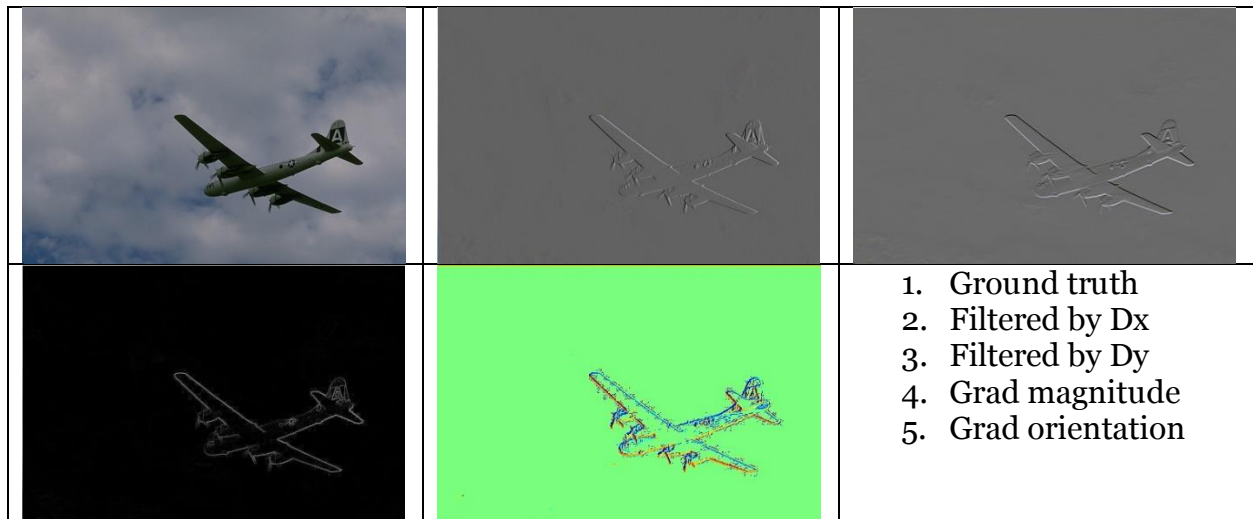 A
1. Ground truth
2. Filtered by Dx
3. Filtered by Dy
4. Grad magnitude
5. Grad orientation